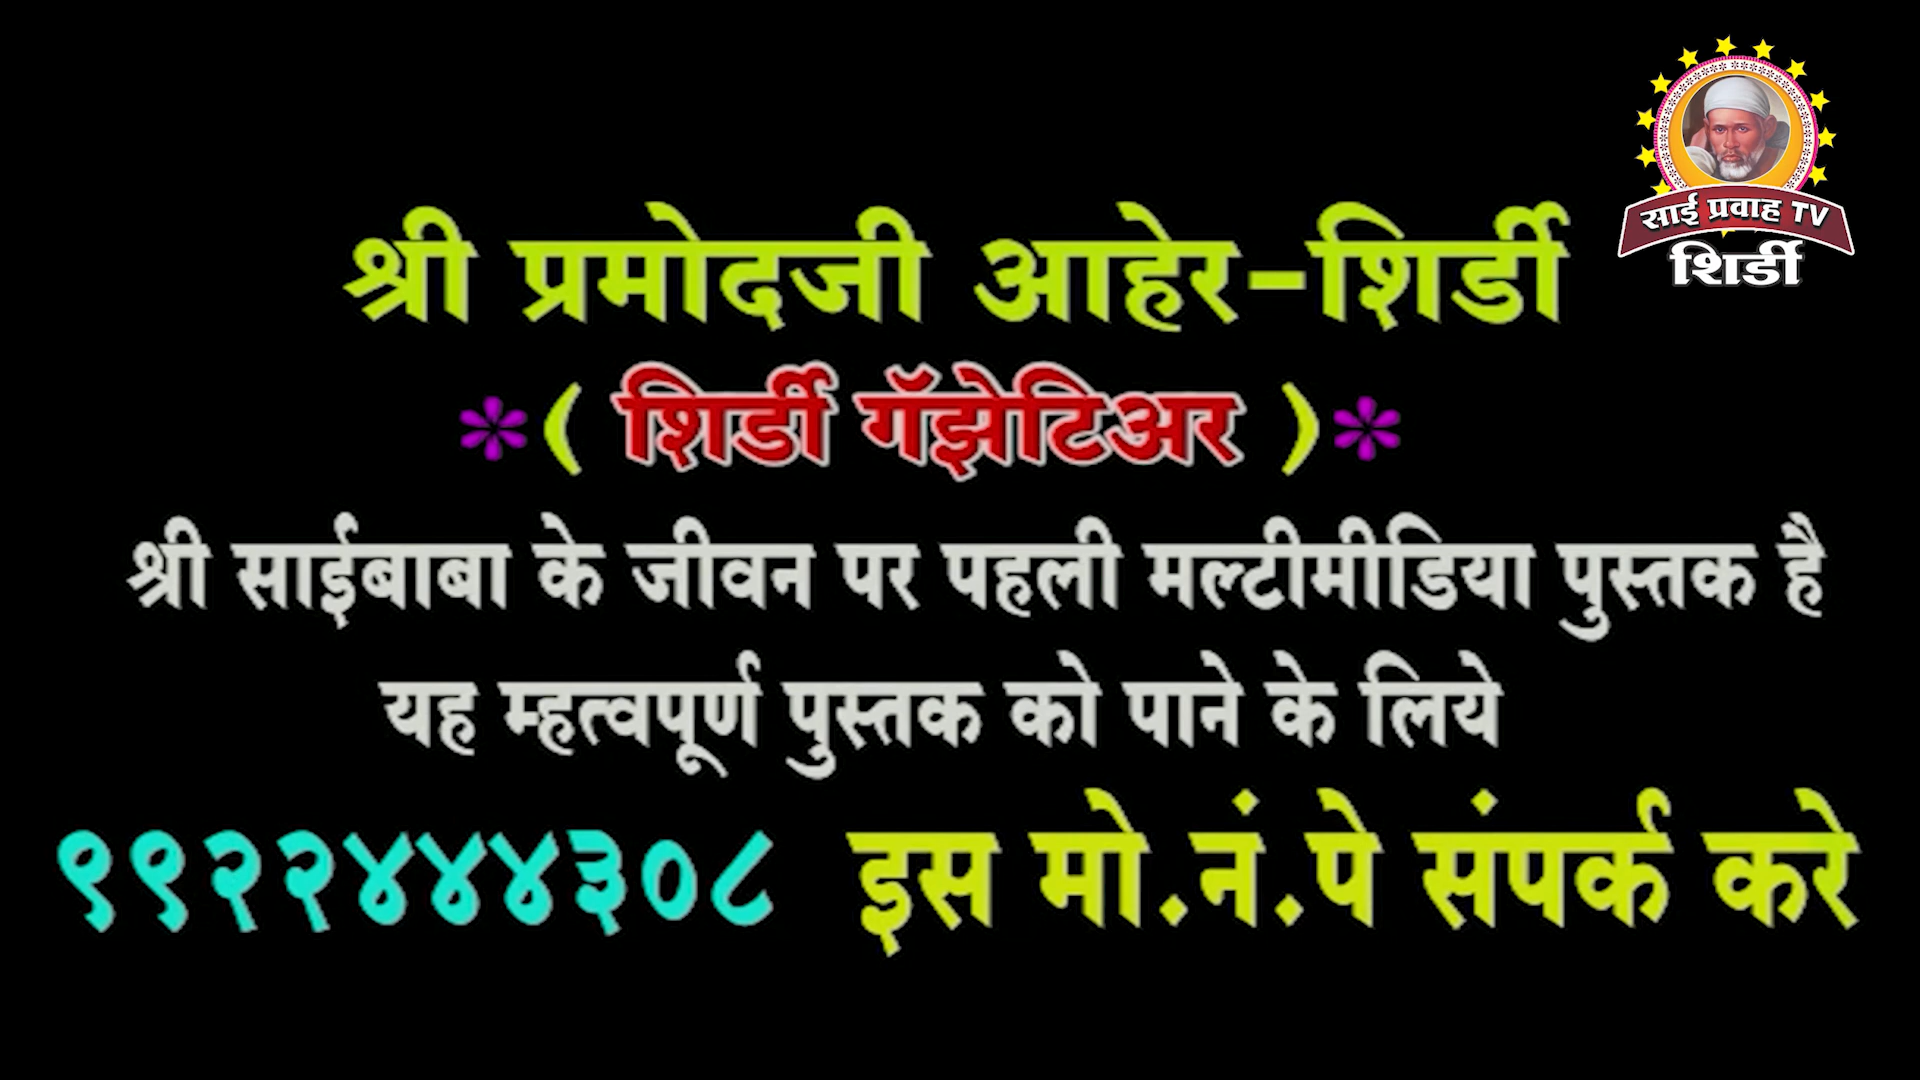 साई प्रवाह TV
शिर्डी
श्री प्रमोदजी आहेर-शिर्डी
*( शिर्डी गॅझेटिअर )*
श्री साईबाबा के जीवन पर पहली मल्टीमीडिया पुस्तक है
यह म्हत्वपूर्ण पुस्तक को पाने के लिये
९९२२४४४३०८ इस मो.नं.पे संपर्क करे